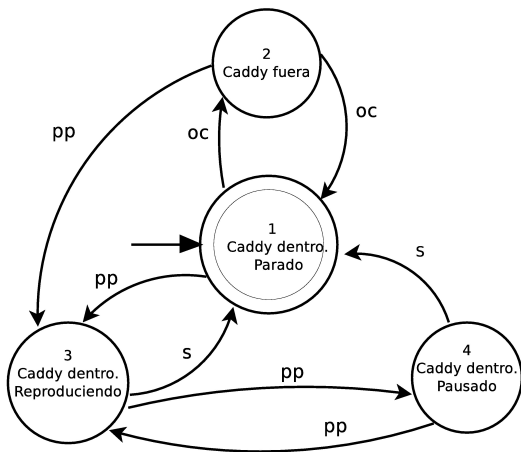 2
Caddy fuera
pp
oc
oc
1
Caddy dentro.
Parado
s
pp
3
Caddy dentro.
Reproduciendo
s
pp
4
Caddy dentro.
Pausado
pp